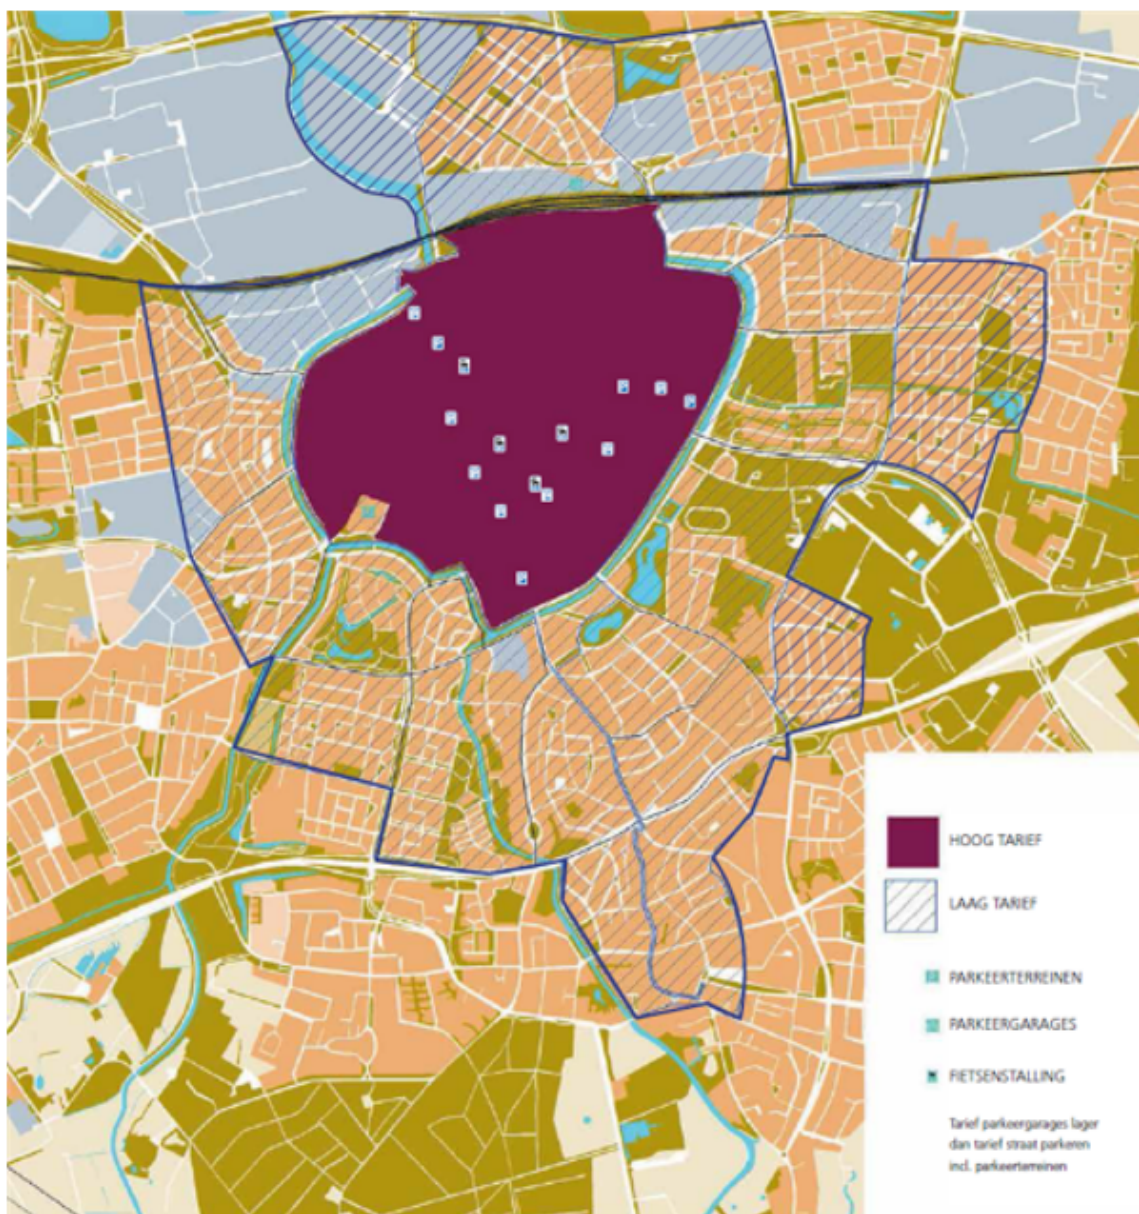 HOOG TARIEF
LAAG TARIEF
PARKEERTERREINEN
PARKEERGARAGES
FIETSENSTALLING
Tarief parkeergarages lager
dan tarief straat parkeren
incl. parkeerterreinen